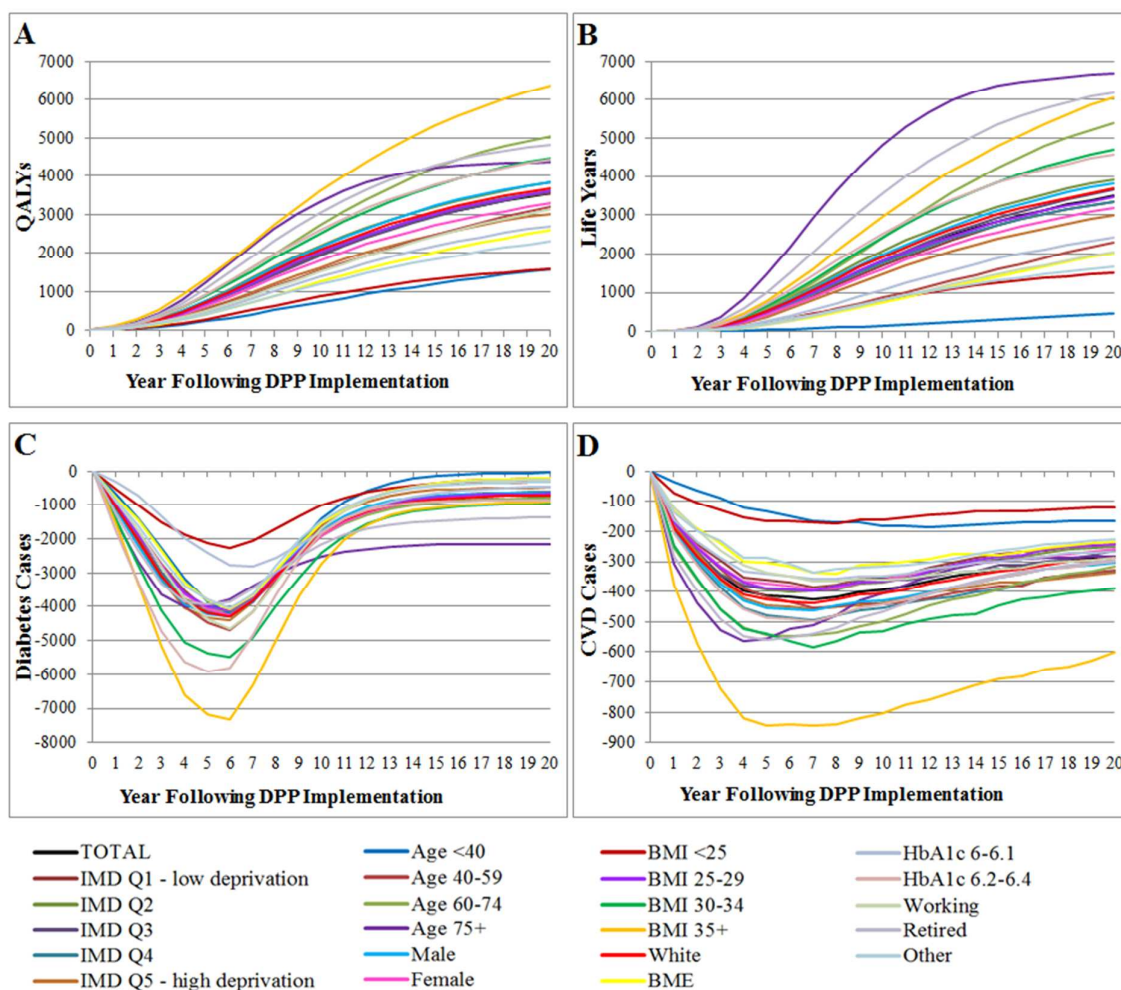 A
QALYs
7000
6000
5000
4000
3000
2000
1000
0
0 1 2 3 4 5 6 7 8 9 10 11 12 13 14 15 16 17 18 19 20
Year Following DPP Implementation
B
Life Years
7000
6000
5000
4000
3000
2000
1000
0
0 1 2 3 4 5 6 7 8 9 10 11 12 13 14 15 16 17 18 19 20
Year Following DPP Implementation
C
Diabetes Cases
0
-1000
-2000
-3000
-4000
-5000
-6000
-7000
-8000
0 1 2 3 4 5 6 7 8 9 10 11 12 13 14 15 16 17 18 19 20
Year Following DPP Implementation
D
CVD Cases
0
-100
-200
-300
-400
-500
-600
-700
-800
-900
0 1 2 3 4 5 6 7 8 9 10 11 12 13 14 15 16 17 18 19 20
Year Following DPP Implementation
TOTAL
IMD Q1 - low deprivation
IMD Q2
IMD Q3
IMD Q4
IMD Q5 - high deprivation
Age <40
Age 40-59
Age 60-74
Age 75+
Male
Female
BMI <25
BMI 25-29
BMI 30-34
BMI 35+
White
BME
HbA1c 6-6.1
HbA1c 6.2-6.4
Working
Retired
Other